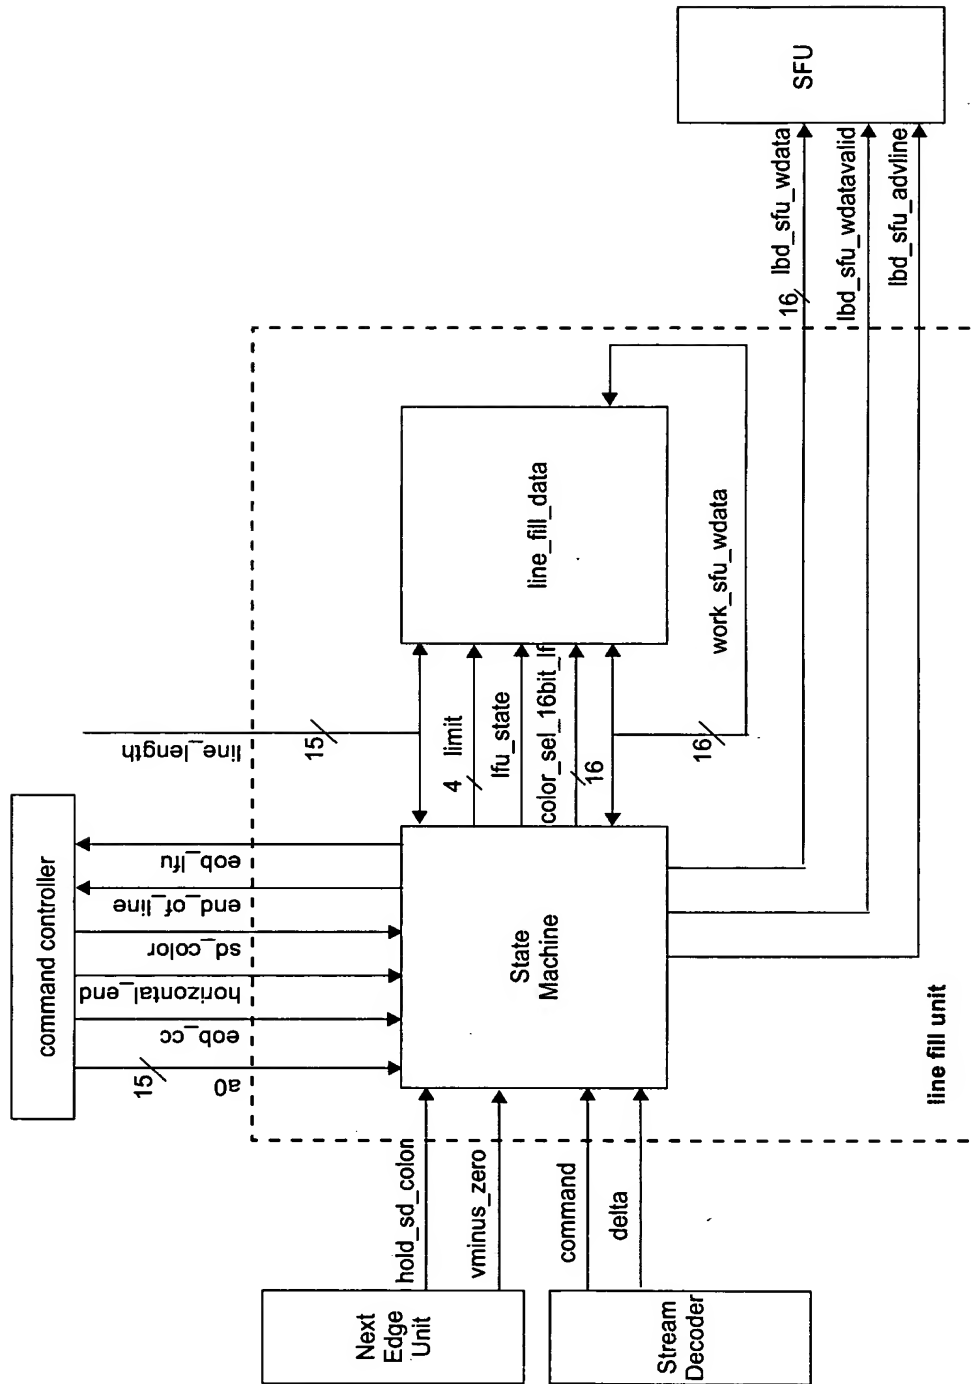 command controller
a0
15
eob_cc
horizontal_end
sd_color
end_of_line
eob_lfu
line_length
15
Next
Edge
Unit
hold_sd_colon
vminus_zero
Stream
Decoder
command
delta
State
Machine
4
limit
lfu_state
color_sel_16bit_lf
16
line_fill_data
16
work_sfu_wdata
16
lbd_sfu_wdata
lbd_sfu_wdatavalid
lbd_sfu_advline
SFU
line fill unit